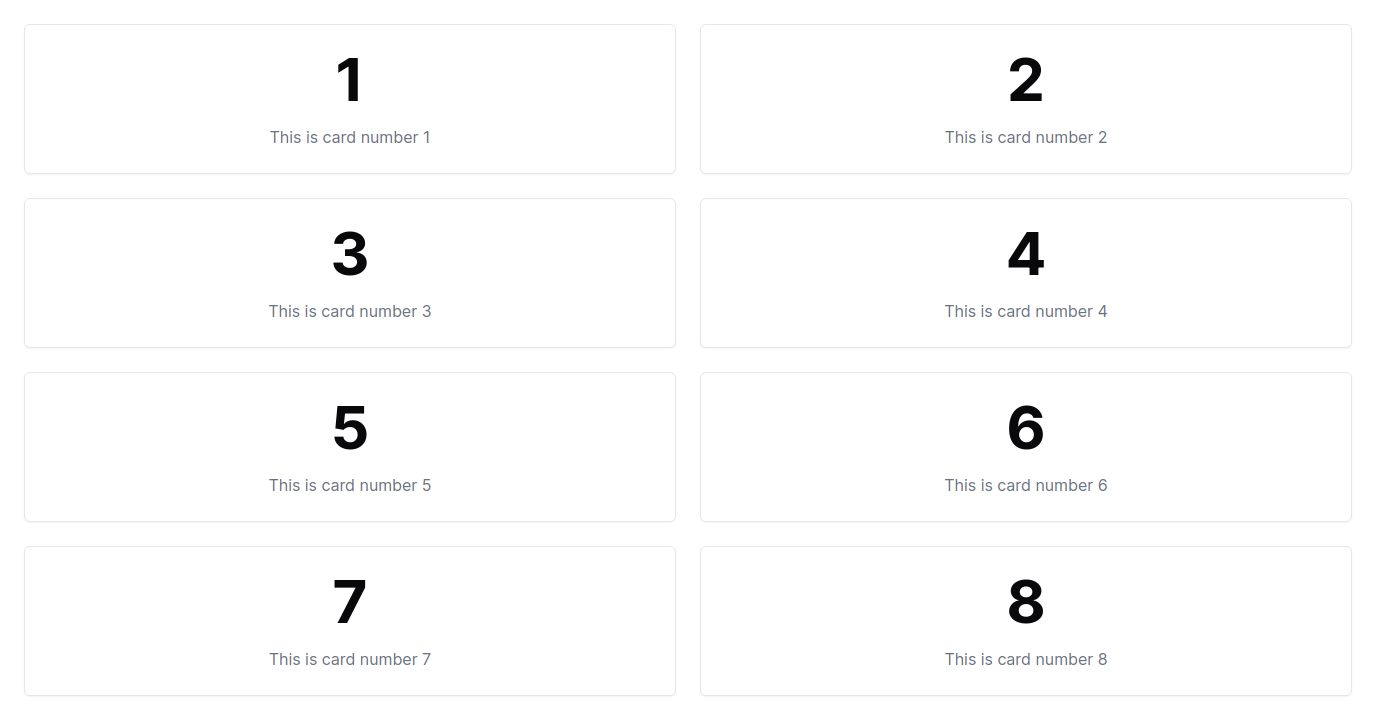 1
This is card number 1
2
This is card number 2
3
This is card number 3
4
This is card number 4
5
This is card number 5
6
This is card number 6
7
This is card number 7
8
This is card number 8